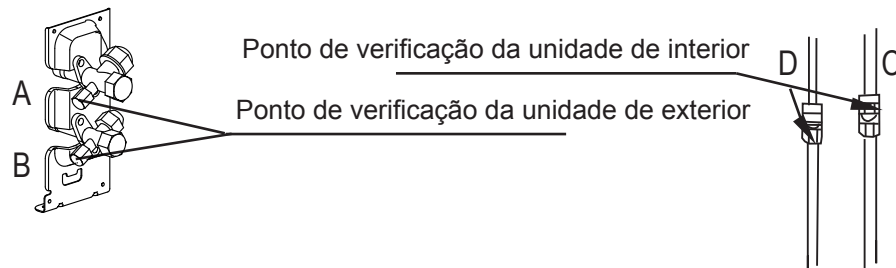 Ponto de verificação da unidade de interior
D
C
A
Ponto de verificação da unidade de exterior
B